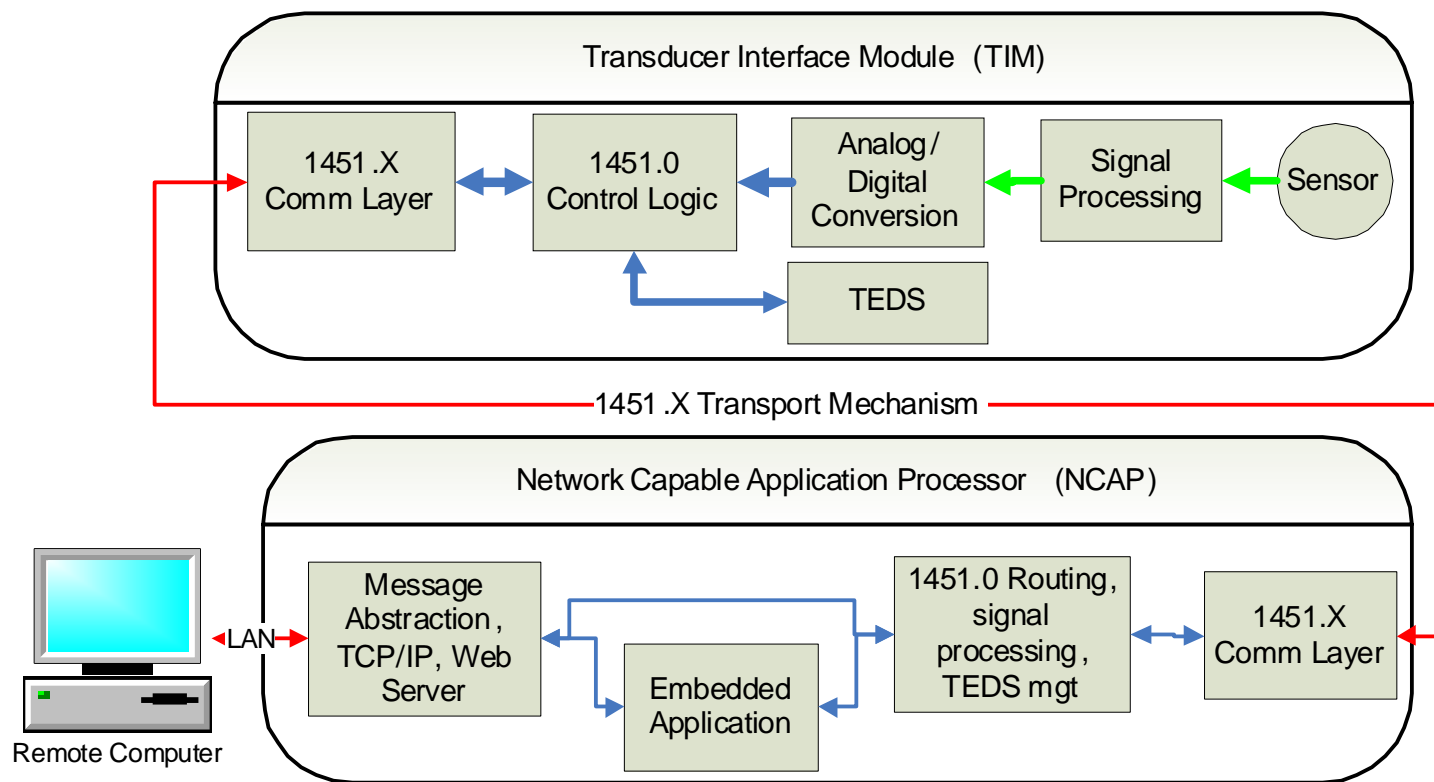 Transducer Interface Module (TIM)
1451.X
Comm Layer
1451.0
Control Logic
Analog/
Digital
Conversion
Signal
Processing
Sensor
TEDS
1451.X Transport Mechanism
Network Capable Application Processor (NCAP)
Message
Abstraction,
TCP/IP, Web
Server
Embedded
Application
1451.0 Routing,
signal
processing,
TEDS mgt
1451.X
Comm Layer
LAN
Remote Computer